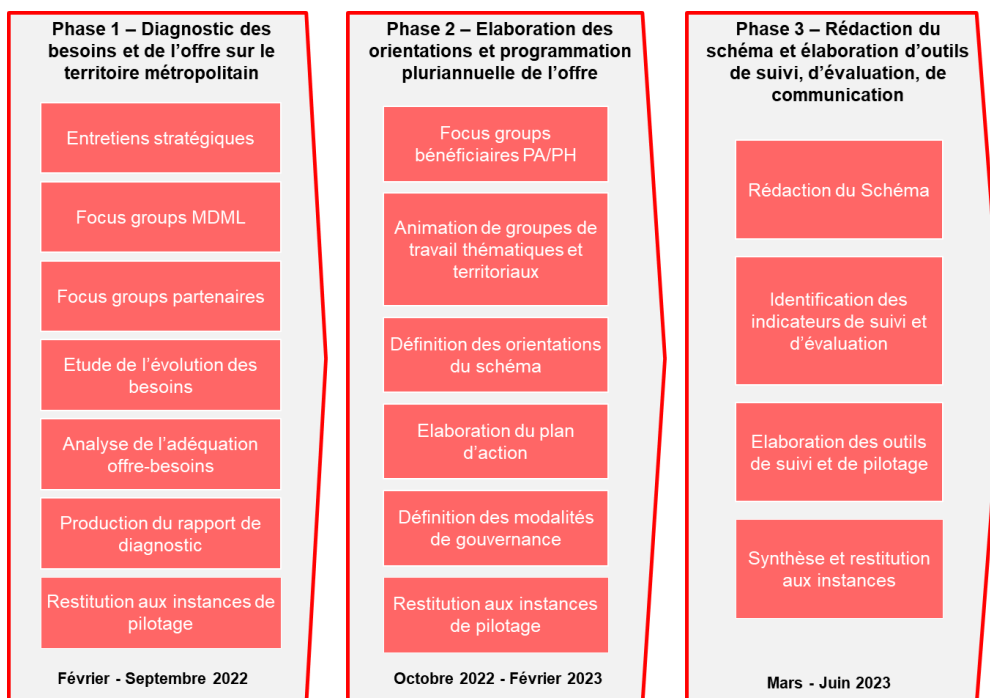 Phase 1 – Diagnostic des
besoins et de l'offre sur le
territoire métropolitain
Entretiens stratégiques
Focus groups MDML
Focus groups partenaires
Etude de l'évolution des
besoins
Analyse de l'adéquation
offre-besoins
Production du rapport de
diagnostic
Restitution aux instances de
pilotage
Février - Septembre 2022
Phase 2 – Elaboration des
orientations et programmation
pluriannuelle de l'offre
Focus groups
bénéficiaires PA/PH
Animation de groupes de
travail thématiques et
territoriaux
Définition des orientations
du schéma
Elaboration du plan
d'action
Définition des modalités
de gouvernance
Restitution aux instances
de pilotage
Octobre 2022 - Février 2023
Phase 3 – Rédaction du
schéma et élaboration d'outils
de suivi, d'évaluation, de
communication
Rédaction du Schéma
Identification des
indicateurs de suivi et
d'évaluation
Elaboration des outils
de suivi et de pilotage
Synthèse et restitution
aux instances
Mars - Juin 2023